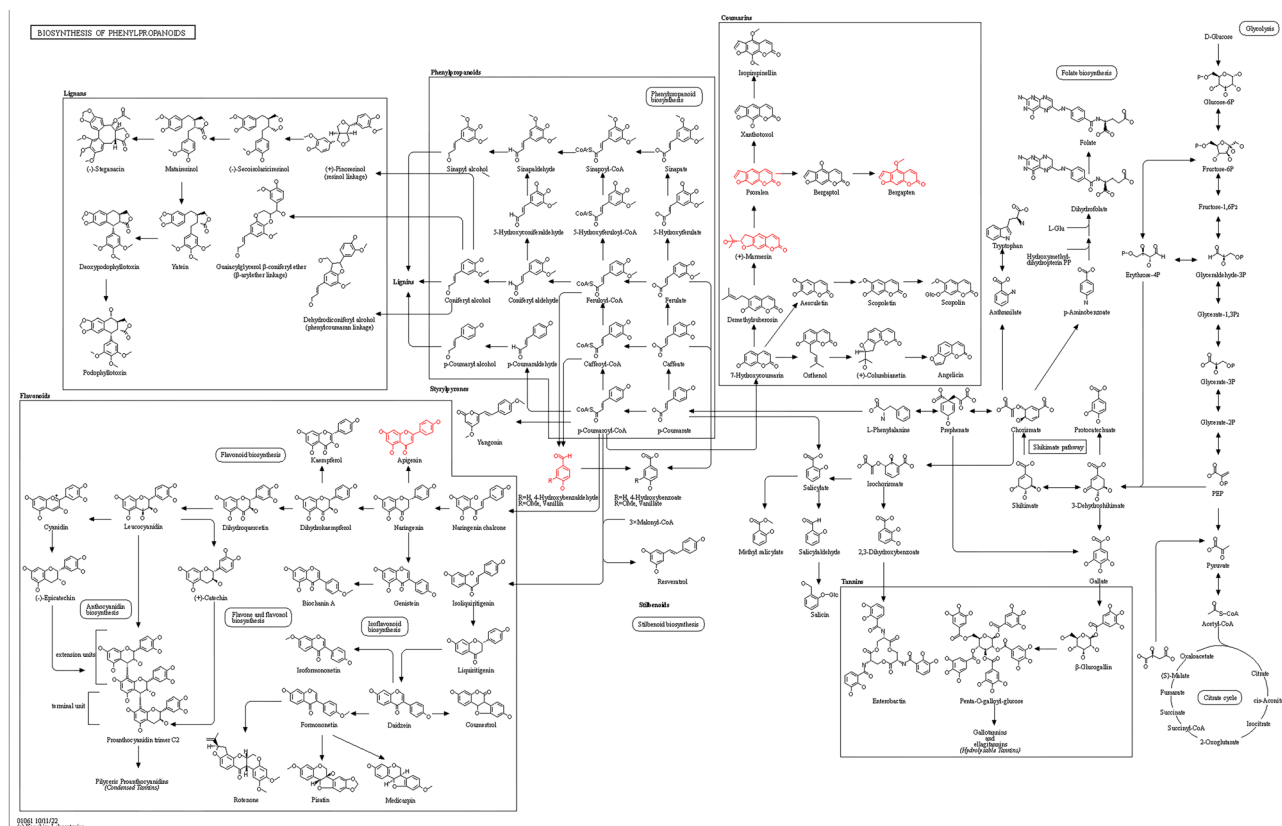 BIOSYNTHESIS OF PHENYLPROPANOIDS
Lignans
(-)-Steganacin
Matairesinol
(-)-Secoisolariciresinol
(+)-Pinoresinol
(resinol linkage)
Deoxypodophyllotoxin
Yatein
Guaiacylglycerol β-coniferyl ether
(β-arylether linkage)
Dehydrodiconiferyl alcohol
(phenylcoumaran linkage)
Podophyllotoxin
Phenylpropanoids
Phenylpropanoid
biosynthesis
Sinapyl alcohol
Sinapaldehyde
Sinapoyl-CoA
Sinapate
5-Hydroxyconiferaldehyde
5-Hydroxyferuloyl-CoA
5-Hydroxyferulate
Lignins
Coniferyl alcohol
Coniferyl aldehyde
Feruloyl-CoA
Ferulate
p-Coumaryl alcohol
p-Coumaraldehyde
Caffeoyl-CoA
Caffeate
p-Coumaroyl-CoA
p-Coumarate
Styrylpyrones
Yangonin
Coumarins
Isopimpinellin
Xanthotoxol
Psoralen
Bergaptol
Bergapten
(+)-Marmesin
Demethylsuberosin
Aesculetin
Scopoletin
Scopolin
7-Hydroxycoumarin
Osthenol
(+)-Columbianetin
Angelicin
Glycolysis
D-Glucose
Glucose-6P
Fructose-6P
Fructose-1,6P2
Glyceraldehyde-3P
Erythrose-4P
Glycerate-1,3P2
Glycerate-3P
Glycerate-2P
PEP
Pyruvate
Acetyl-CoA
Folate biosynthesis
Folate
Dihydrofolate
L-Glu
Hydroxymethyl-
dihydropterin PP
Tryptophan
Anthranilate
p-Aminobenzoate
L-Phenylalanine
Prephenate
Chorismate
Protocatechuate
Shikimate pathway
Isochorismate
Shikimate
3-Dehydroshikimate
Salicylate
Methyl salicylate
Salicylaldehyde
2,3-Dihydroxybenzoate
Gallate
Salicin
R=H, 4-Hydroxybenzaldehyde
R=OMe, Vanillin
R=H, 4-Hydroxybenzoate
R=OMe, Vanillate
3×Malonyl-CoA
Resveratrol
Stilbenoids
Stilbenoid biosynthesis
Flavonoids
Flavonoid biosynthesis
Kaempferol
Apigenin
Cyanidin
Leucocyanidin
Dihydroquercetin
Dihydrokaempferol
Naringenin
Naringenin chalcone
(-)-Epicatechin
Anthocyanidin
biosynthesis
(+)-Catechin
Flavone and flavonol
biosynthesis
Biochanin A
Genistein
Isoliquiritigenin
Isoflavonoid
biosynthesis
Isoformononetin
Liquiritigenin
extension units
terminal unit
Proanthocyanidin trimer C2
Formononetin
Daidzein
Coumestrol
Pilyceric Proanthocyanidins
(Condensed Tannins)
Rotenone
Pisatin
Medicarpin
Tannins
Enterobactin
Penta-O-galloyl-glucose
β-Glucogallin
Gallotannins
and
ellagitannins
(Hydrolysable Tannins)
Oxaloacetate
(S)-Malate
Fumarate
Succinate
Succinyl-CoA
2-Oxoglutarate
Isocitrate
cis-Aconitate
Citrate
Citrate cycle
01061 10/11/22